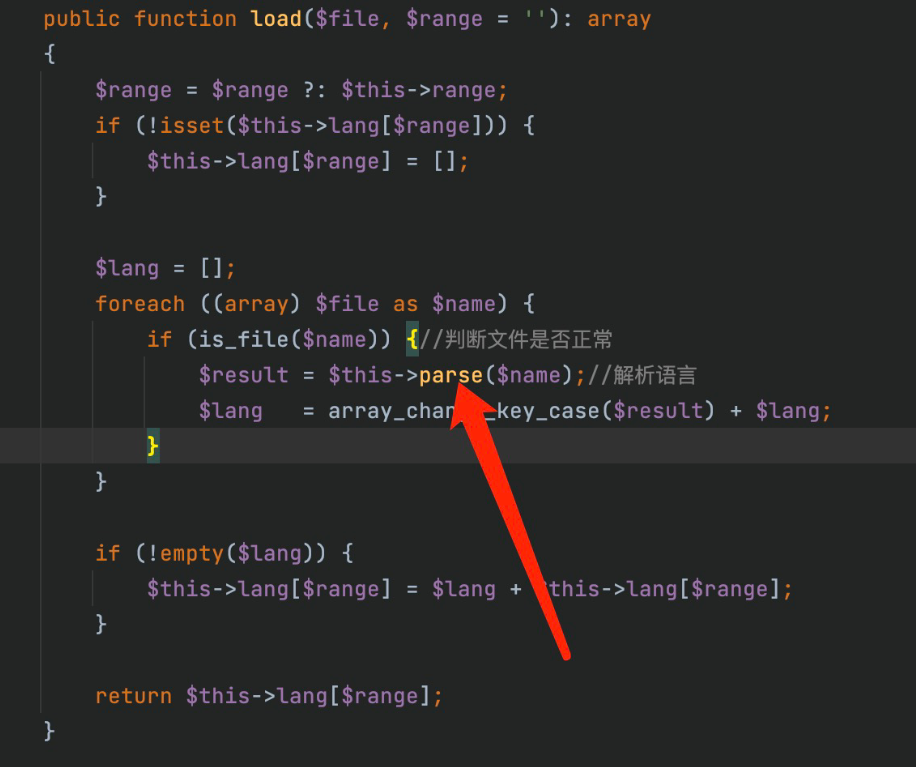 public function load($file, $range = ''): array
{
$range = $range ?: $this->range;
if (!isset($this->lang[$range])) {
$this->lang[$range] = [];
}
$lang = [];
foreach ((array) $file as $name) {
if (is_file($name)) {//判断文件是否正常
$result = $this->parse($name);//解析语言
$lang = array_chan _key_case($result) + $lang;
}
}
if (!empty($lang)) {
$this->lang[$range] = $lang + $this->lang[$range];
}
return $this->lang[$range];
}